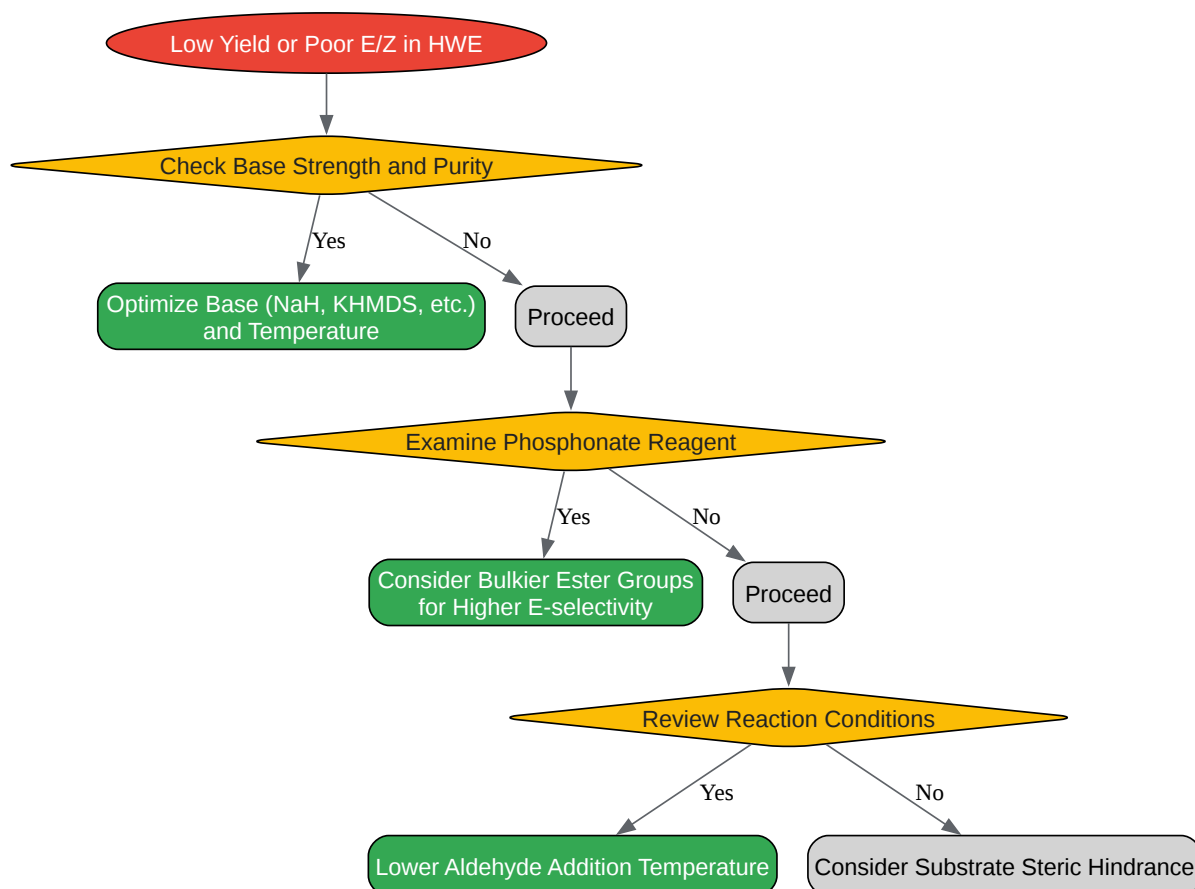 Low Yield or Poor E/Z in HWE
Check Base Strength and Purity
Yes
No
Optimize Base (NaH, KHMDS, etc.)
and Temperature
Proceed
Examine Phosphonate Reagent
Yes
No
Consider Bulkier Ester Groups
for Higher E-selectivity
Proceed
Review Reaction Conditions
Yes
No
Lower Aldehyde Addition Temperature
Consider Substrate Steric Hindrance